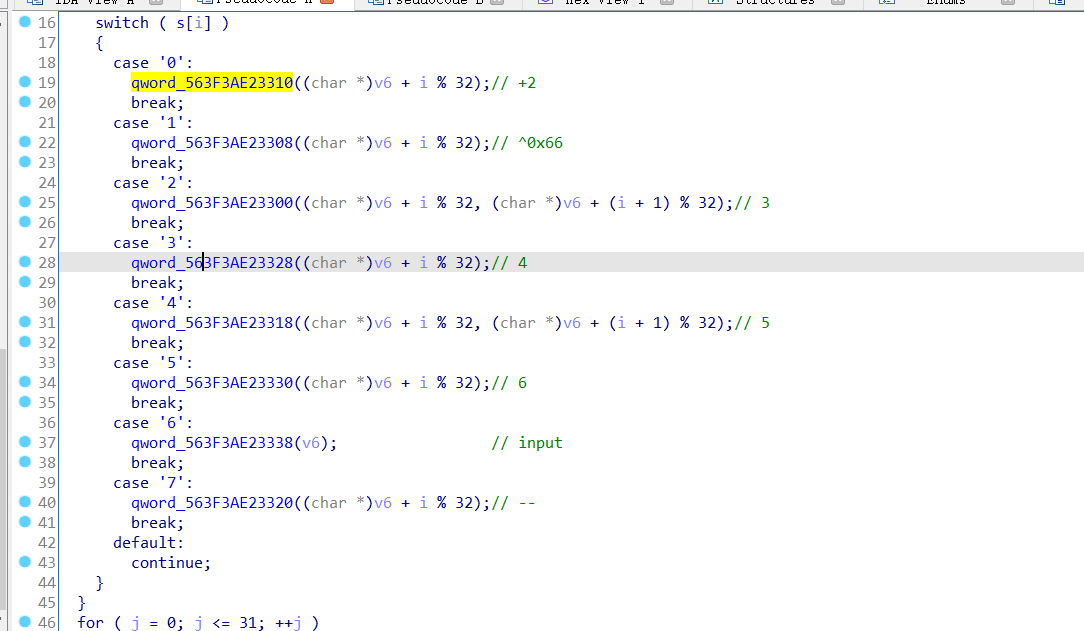 IDA View-A Pseudocode-A Pseudocode-B Hex View-1 Structures Enums
16 switch ( s[i] )
17 {
18 case '0':
19 qword_563F3AE23310((char *)v6 + i % 32);// +2
20 break;
21 case '1':
22 qword_563F3AE23308((char *)v6 + i % 32);// ^0x66
23 break;
24 case '2':
25 qword_563F3AE23300((char *)v6 + i % 32, (char *)v6 + (i + 1) % 32);// 3
26 break;
27 case '3':
28 qword_563F3AE23328((char *)v6 + i % 32);// 4
29 break;
30 case '4':
31 qword_563F3AE23318((char *)v6 + i % 32, (char *)v6 + (i + 1) % 32);// 5
32 break;
33 case '5':
34 qword_563F3AE23330((char *)v6 + i % 32);// 6
35 break;
36 case '6':
37 qword_563F3AE23338(v6); // input
38 break;
39 case '7':
40 qword_563F3AE23320((char *)v6 + i % 32);// --
41 break;
42 default:
43 continue;
44 }
45 }
46 for ( j = 0; j <= 31; ++j )